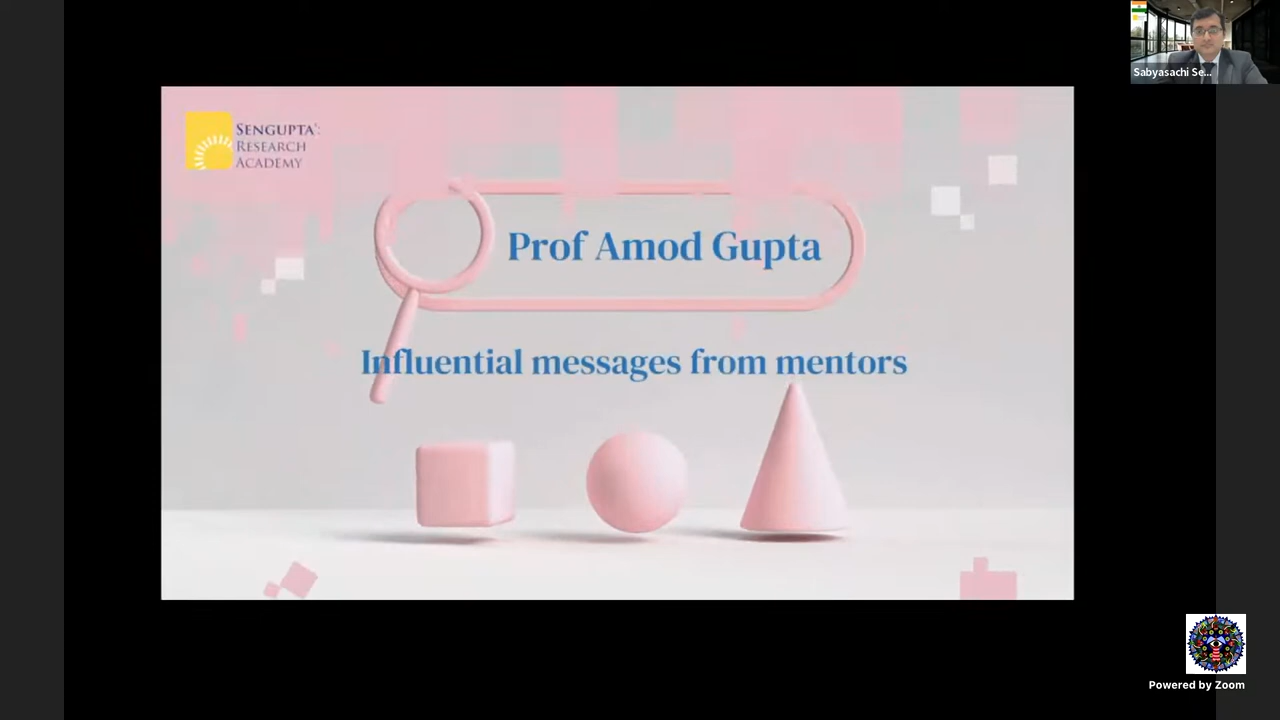 Sabyasachi Se...
SENGUPTA'S
RESEARCH
ACADEMY
Prof Amod Gupta
Influential messages from mentors
Powered by Zoom